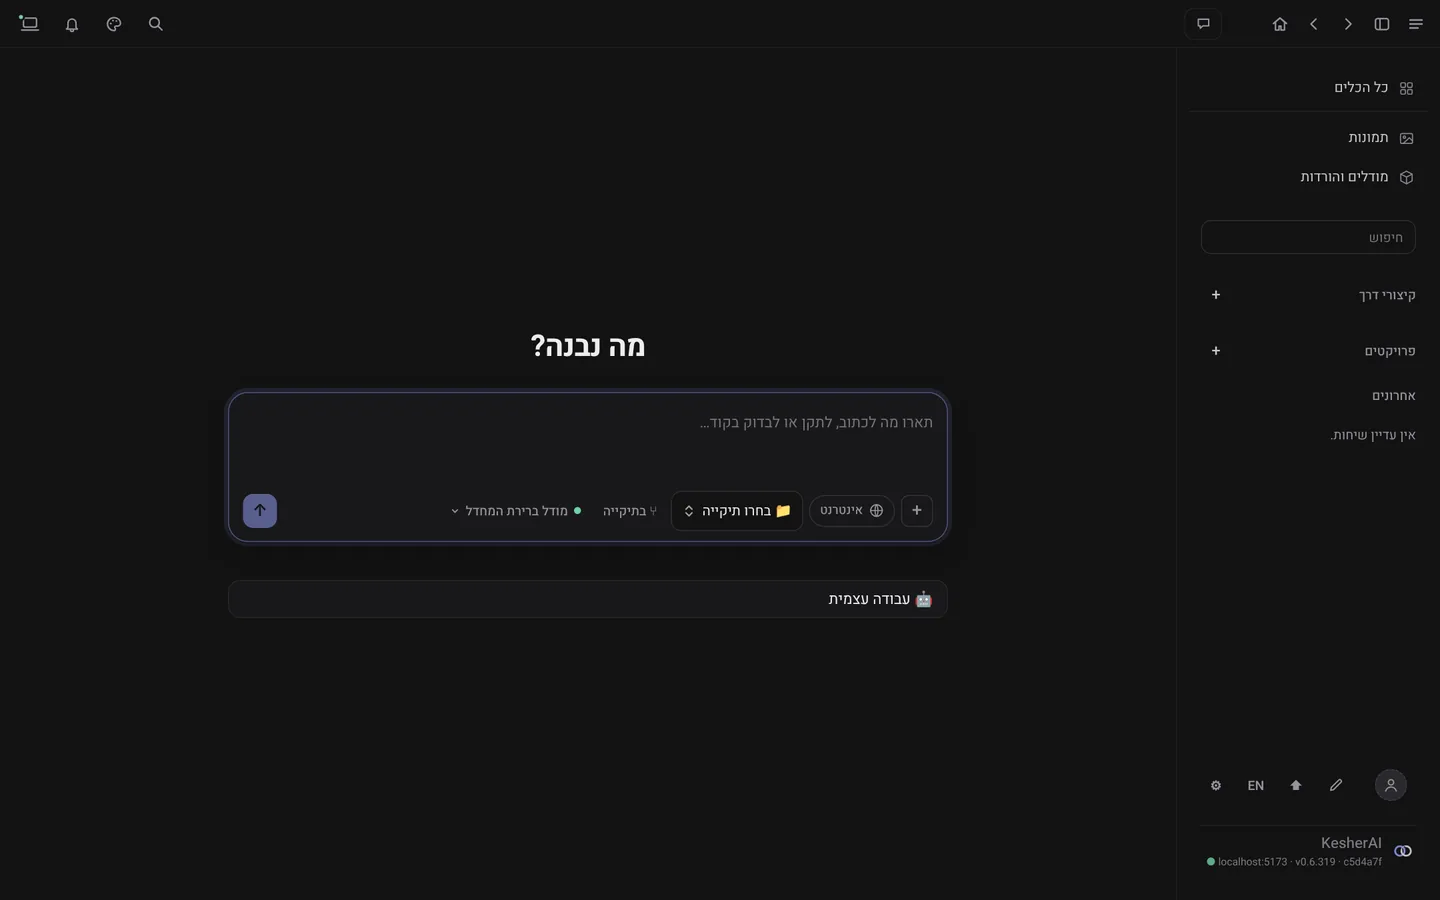 כל הכלים
תמונות
מודלים והורדות
חיפוש
קיצורי דרך
+
פרויקטים
+
אחרונים
אין עדיין שיחות.
EN
KesherAI
localhost:5173 · v0.6.319 · c5d4a7f
מה נבנה?
תארו מה לכתוב, לתקן או לבדוק בקוד...
+ אינטרנט 📁 בחרו תיקייה ⑂ בתיקייה מודל ברירת המחדל
🤖 עבודה עצמית